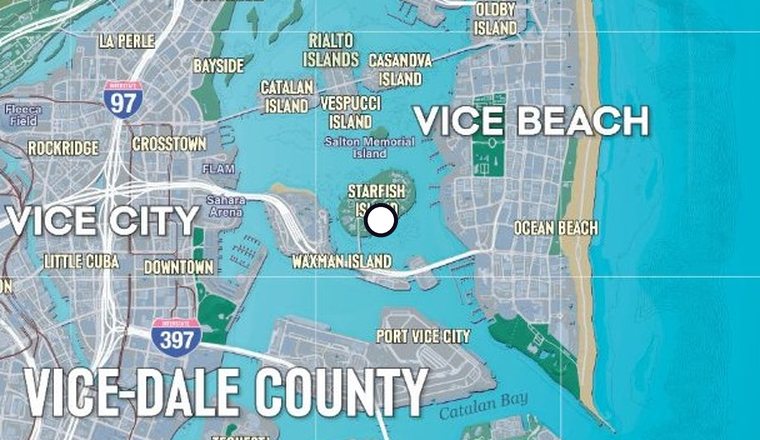 OLDBY
ISLAND
LA PERLE
RIALTO
ISLANDS
BAYSIDE
CASANOVA
ISLAND
CATALAN
ISLAND
97
VESPUCCI
ISLAND
Fleeca
Field
VICE BEACH
ROCKRIDGE
CROSSTOWN
Salton Memorial
Island
FLAM
STARFISH
Sahara
Arena
VICE CITY
OCEAN BEACH
LITTLE CUBA
DOWNTOWN
WAXMAN ISLAND
397
PORT VICE CITY
VICE-DALE COUNTY
Catalan Bay